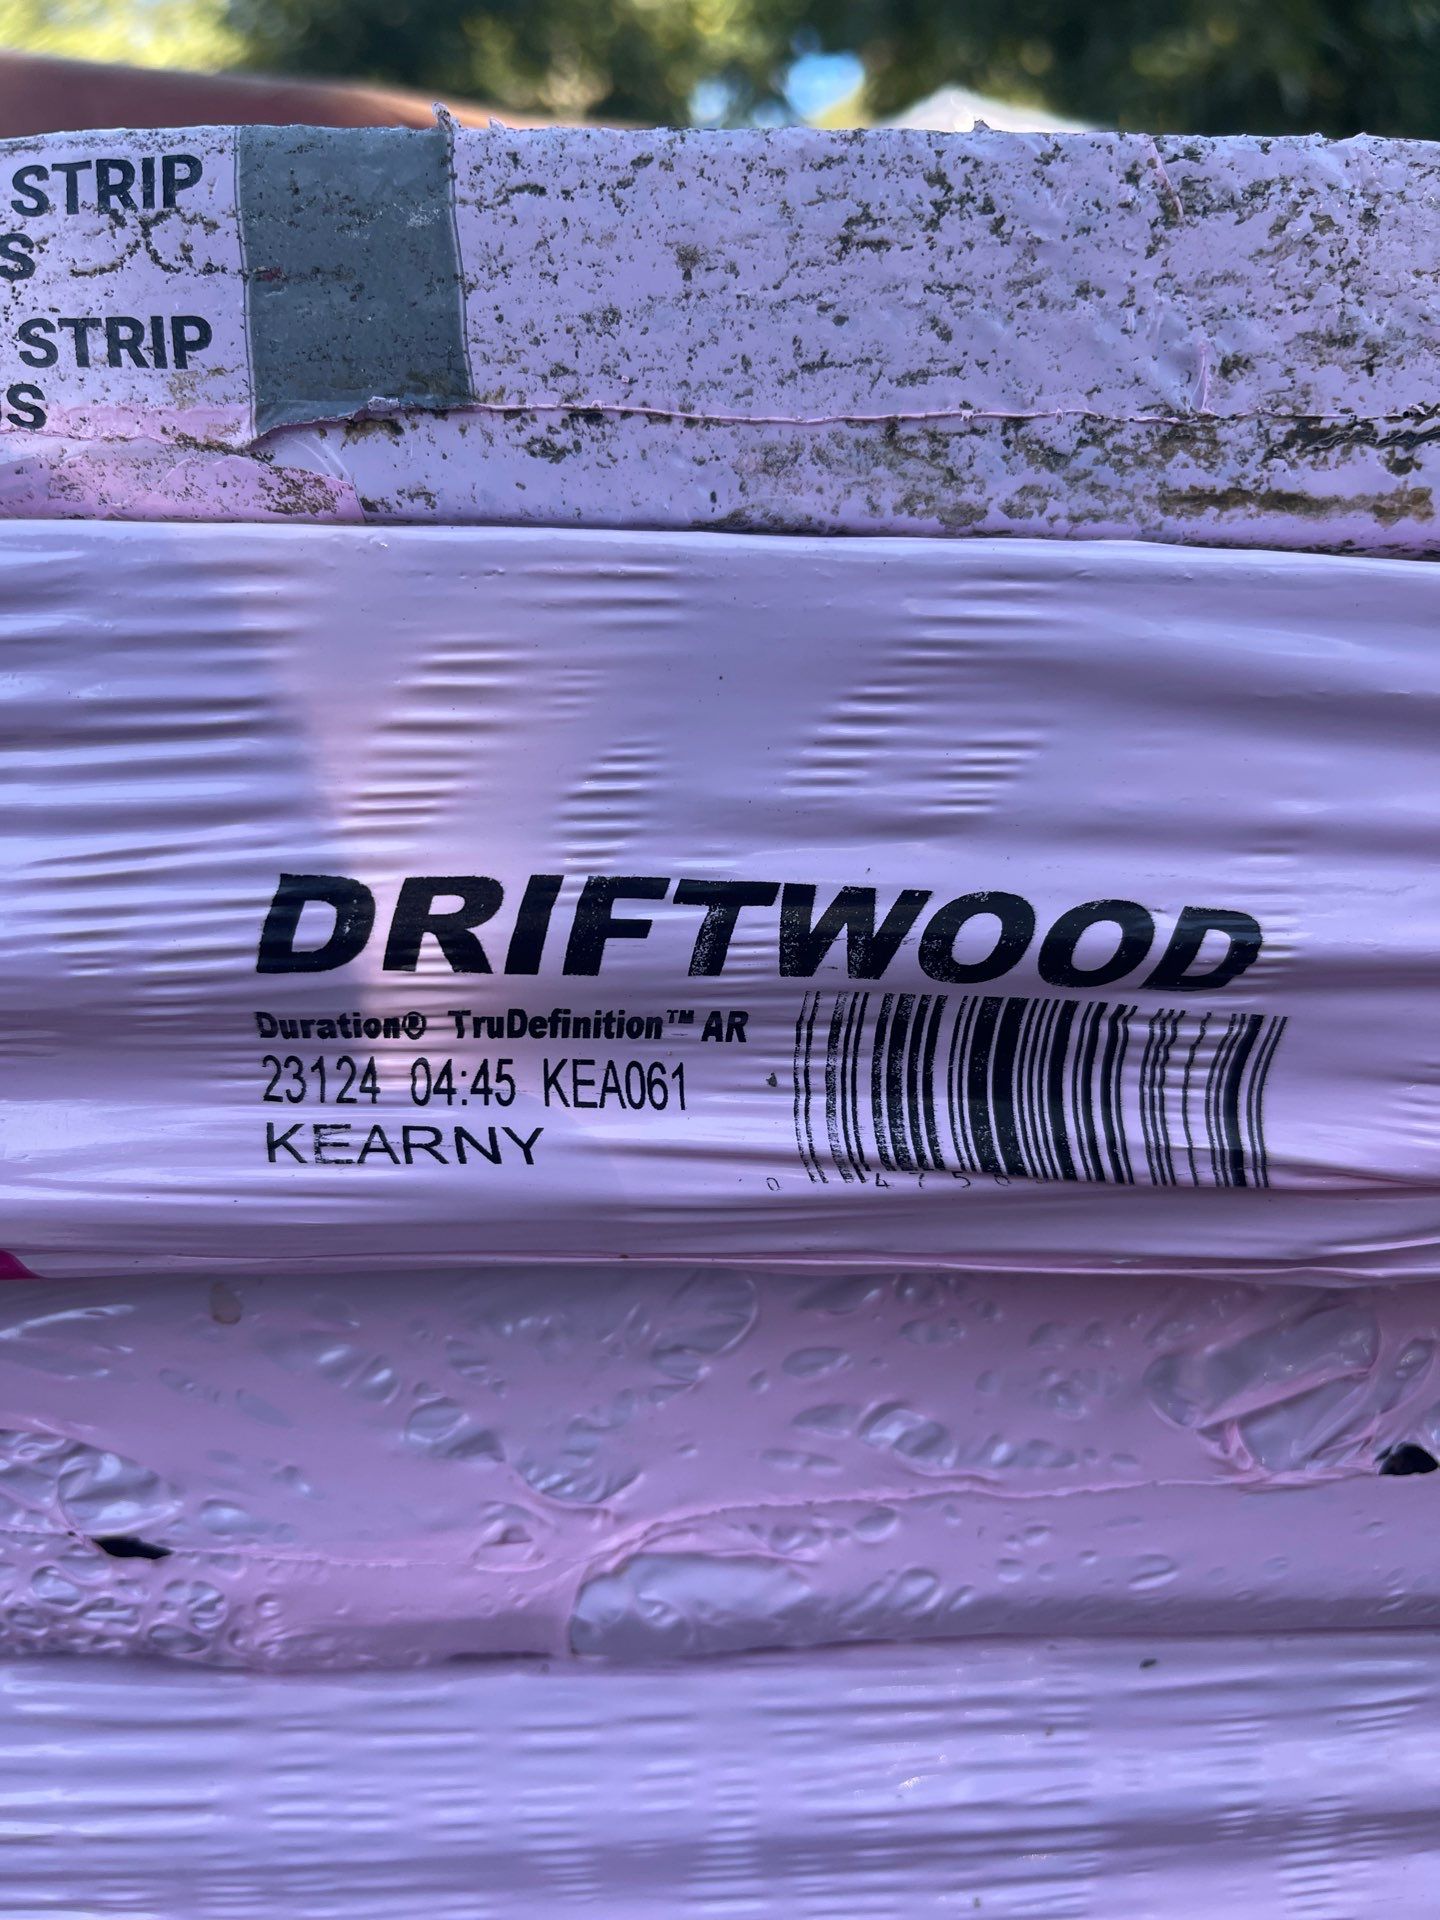 STRIP
S
STRIP
S
DRIFTWOOD
Duration® TruDefinition™ AR
23124 04:45 KEA061
KEARNY